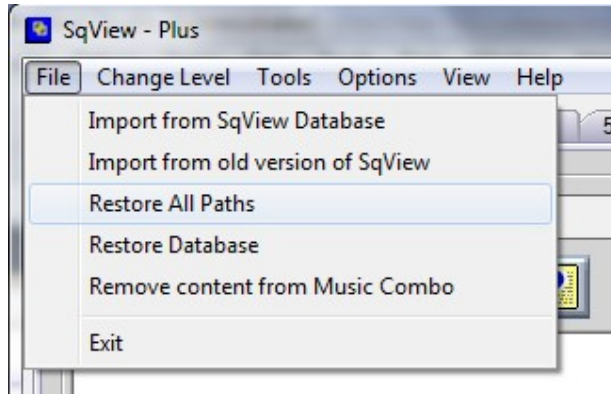 SqView - Plus
File Change Level Tools Options View Help
5
Import from SqView Database
Import from old version of SqView
Restore All Paths
Restore Database
Remove content from Music Combo
Exit